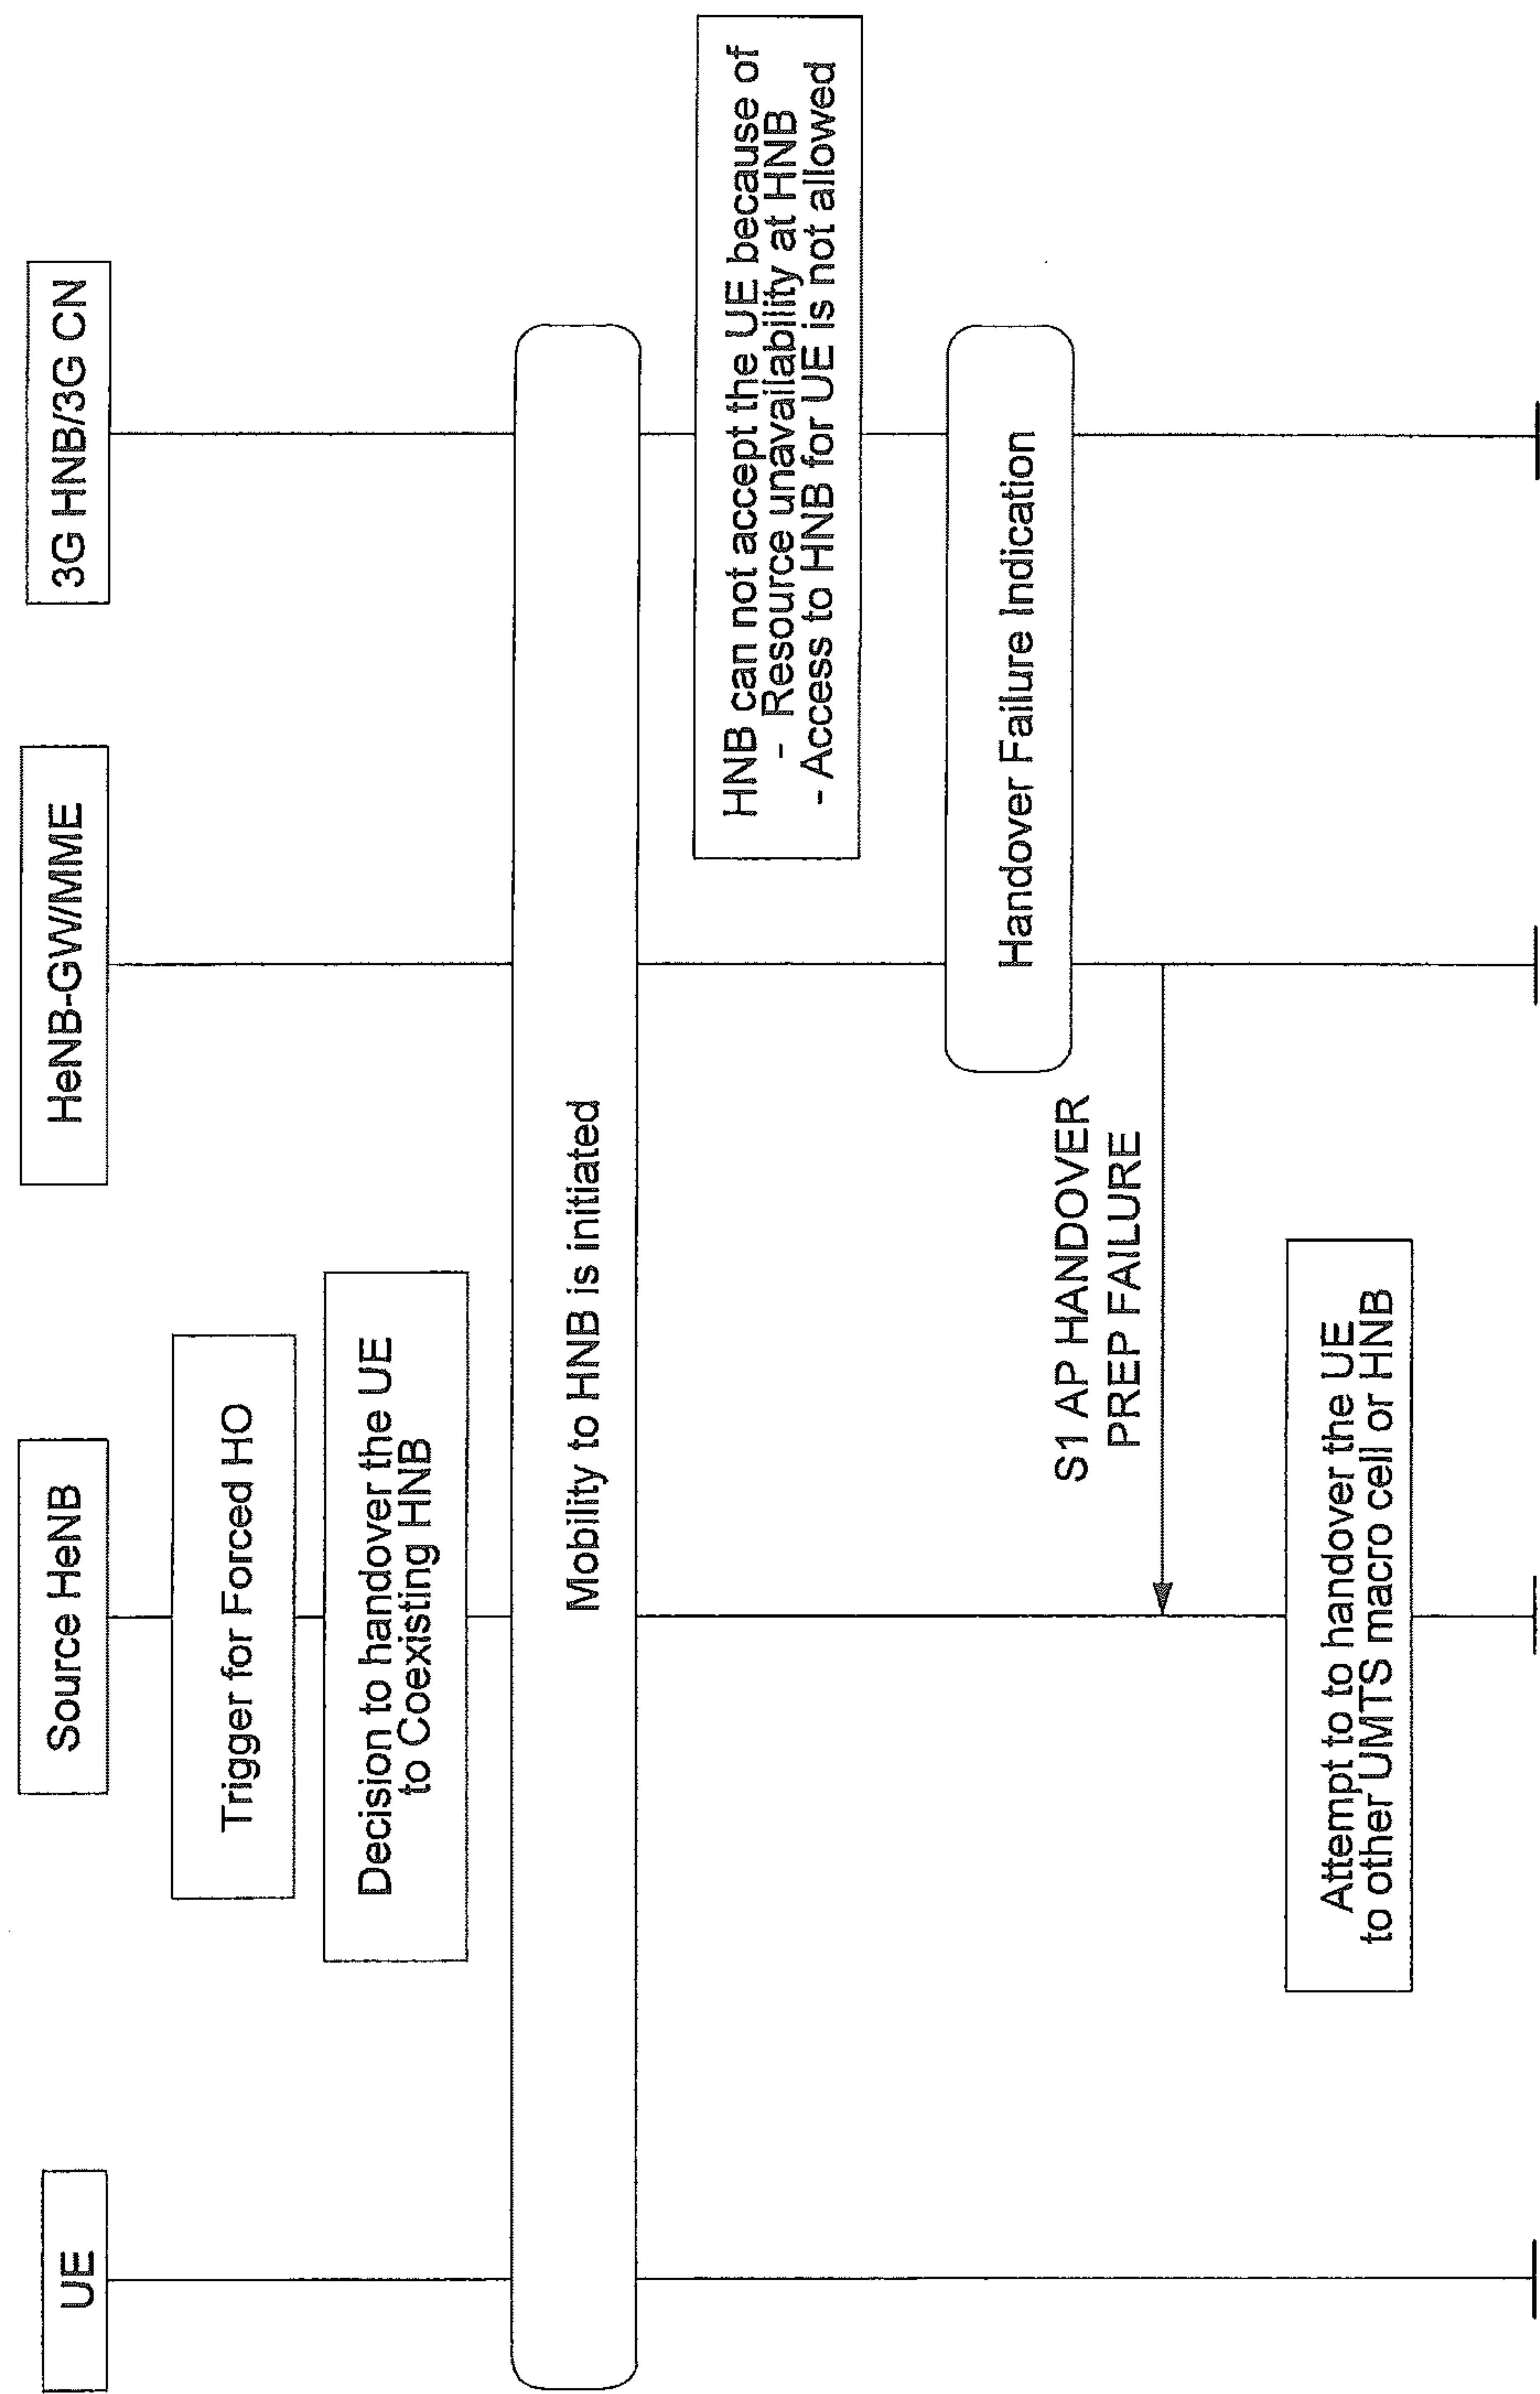 UE
Source HeNB
HeNB-GW/MME
3G HNB/3G CN
Trigger for Forced HO
Decision to handover the UE
to Coexisting HNB
Mobility to HNB is initiated
HNB can not accept the UE because of
- Resource unavailability at HNB
- Access to HNB for UE is not allowed
Handover Failure Indication
S1 AP HANDOVER
PREP FAILURE
Attempt to to handover the UE
to other UMTS macro cell or HNB